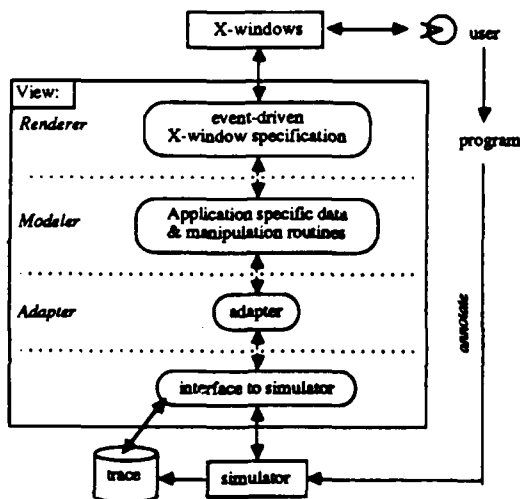 X-windows
user
View:
Renderer
event-driven
X-window specification
program
Modeler
Application specific data
& manipulation routines
Adapter
adapter
annotate
interface to simulator
trace
simulator